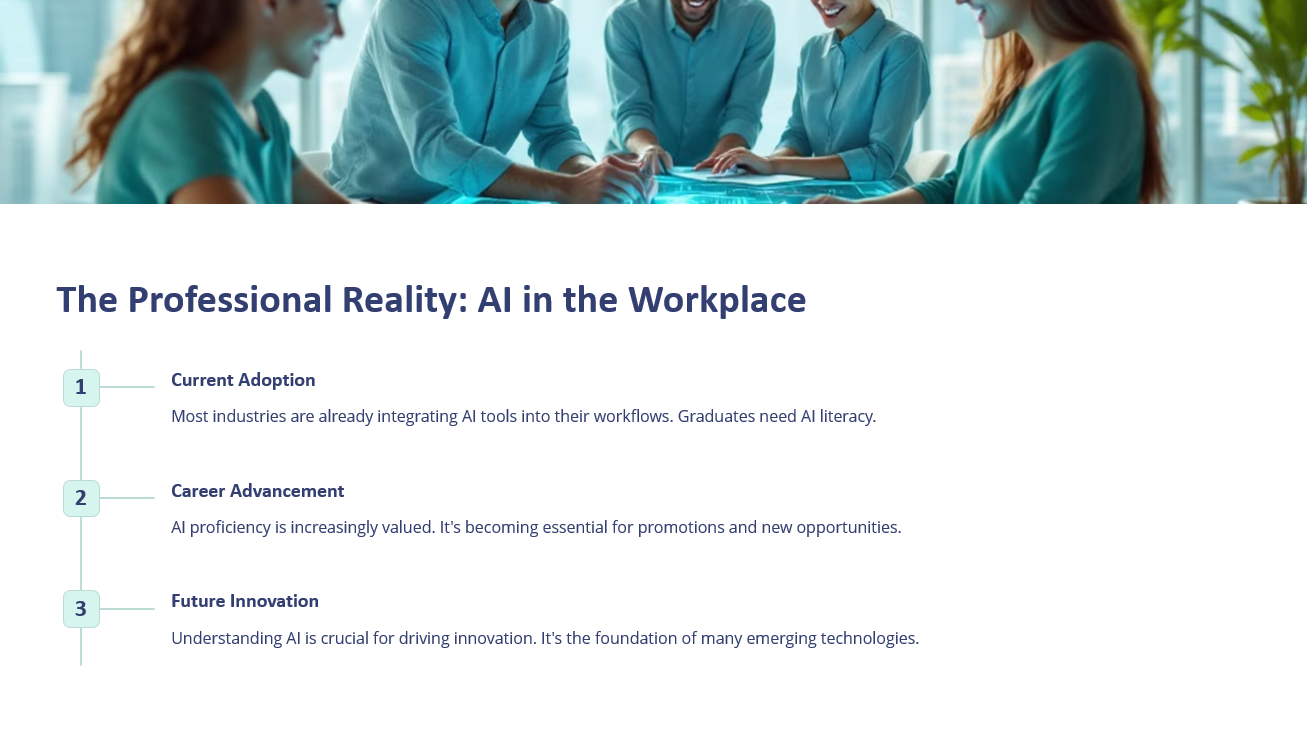 The Professional Reality: AI in the Workplace
1
Current Adoption
Most industries are already integrating AI tools into their workflows. Graduates need AI literacy.
2
Career Advancement
AI proficiency is increasingly valued. It's becoming essential for promotions and new opportunities.
3
Future Innovation
Understanding AI is crucial for driving innovation. It's the foundation of many emerging technologies.